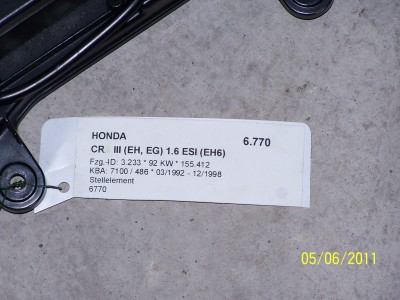 HONDA 6.770
CR III (EH, EG) 1.6 ESI (EH6)
Fzg.-ID: 3.233 * 92 KW * 155.412
KBA: 7100 / 486 * 03/1992 - 12/1998
Stellelement
6770
05/06/2011